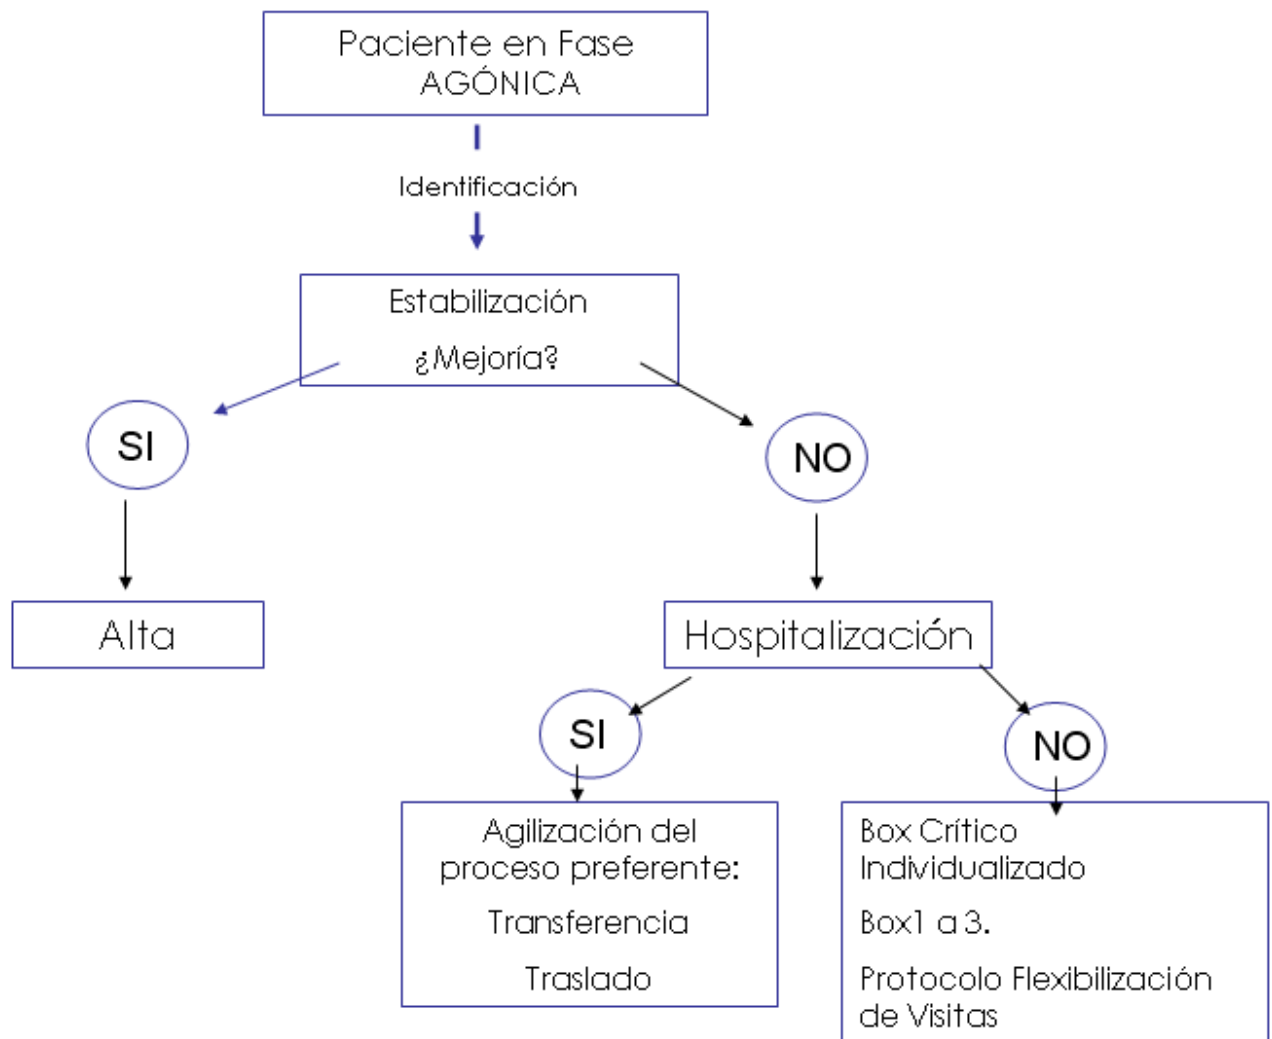 Paciente en Fase
AGÓNICA
Identificación
Estabilización
¿Mejoría?
SI
NO
Alta
Hospitalización
SI
NO
Agilización del
proceso preferente:
Transferencia
Traslado
Box Crítico
Individualizado
Box1 a 3.
Protocolo Flexibilización
de Visitas